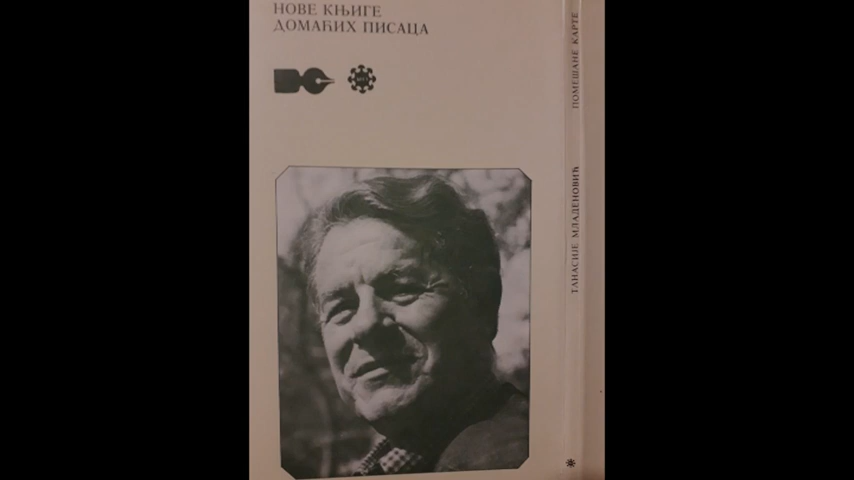 НОВЕ КЊИГЕ
ДОМАЋИХ ПИСАЦА
ТАНАСИЈЕ МЛАДЕНОВИЋ
ПОМЕШАНЕ КАРТЕ